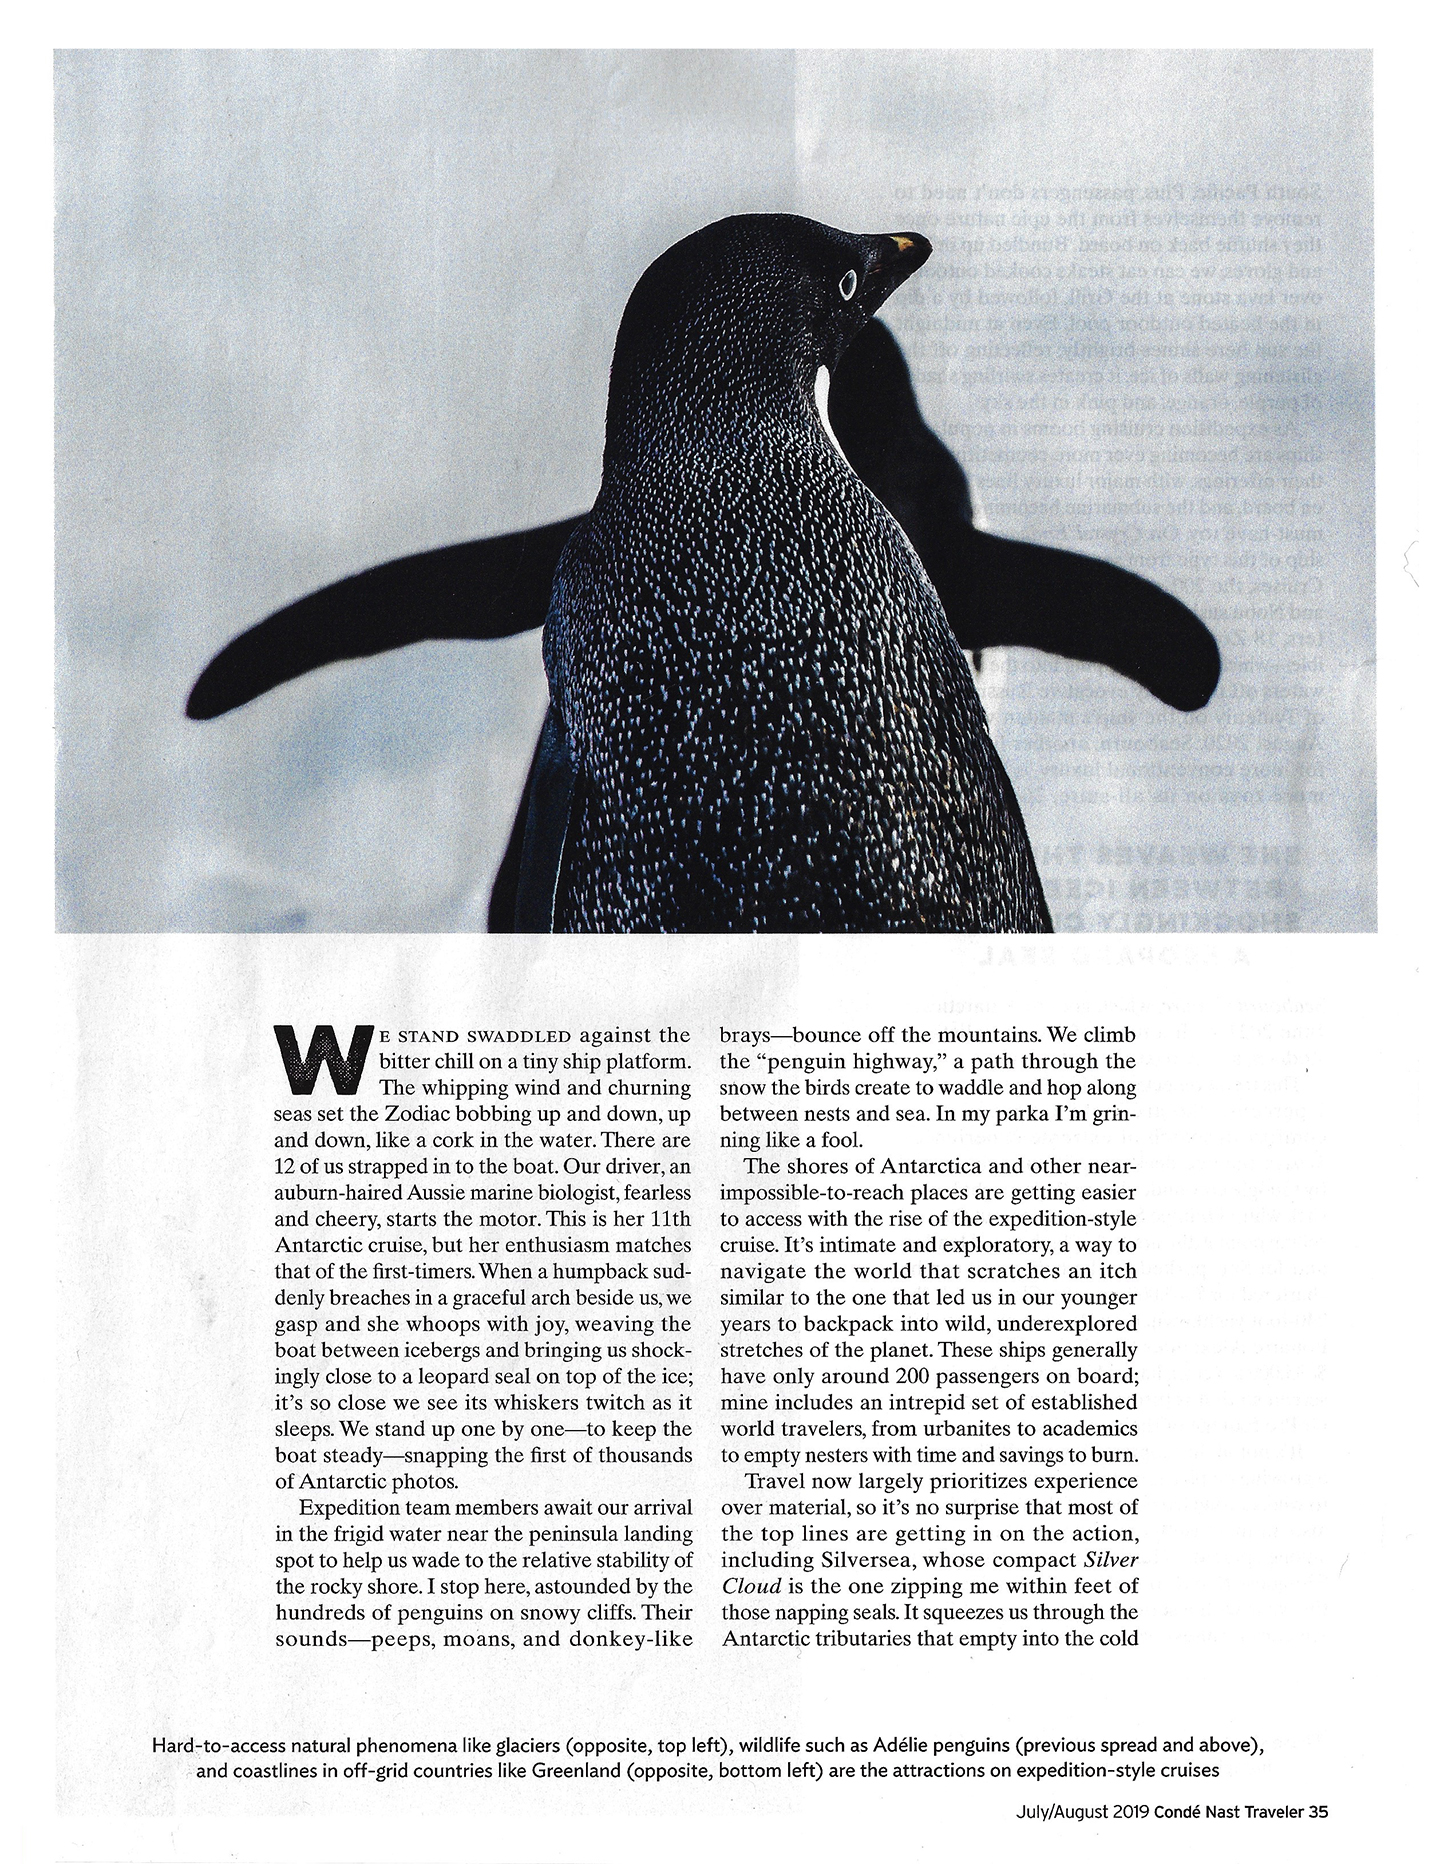 WE STAND SWADDLED against the
bitter chill on a tiny ship platform.
The whipping wind and churning
seas set the Zodiac bobbing up and down, up
and down, like a cork in the water. There are
12 of us strapped in to the boat. Our driver, an
auburn-haired Aussie marine biologist, fearless
and cheery, starts the motor. This is her 11th
Antarctic cruise, but her enthusiasm matches
that of the first-timers. When a humpback sud-
denly breaches in a graceful arch beside us, we
gasp and she whoops with joy, weaving the
boat between icebergs and bringing us shock-
ingly close to a leopard seal on top of the ice;
it's so close we see its whiskers twitch as it
sleeps. We stand up one by one—to keep the
boat steady—snapping the first of thousands
of Antarctic photos.
Expedition team members await our arrival
in the frigid water near the peninsula landing
spot to help us wade to the relative stability of
the rocky shore. I stop here, astounded by the
hundreds of penguins on snowy cliffs. Their
sounds—peeps, moans, and donkey-like
brays—bounce off the mountains. We climb
the “penguin highway,” a path through the
snow the birds create to waddle and hop along
between nests and sea. In my parka I'm grin-
ning like a fool.
The shores of Antarctica and other near-
impossible-to-reach places are getting easier
to access with the rise of the expedition-style
cruise. It's intimate and exploratory, a way to
navigate the world that scratches an itch
similar to the one that led us in our younger
years to backpack into wild, underexplored
stretches of the planet. These ships generally
have only around 200 passengers on board;
mine includes an intrepid set of established
world travelers, from urbanites to academics
to empty nesters with time and savings to burn.
Travel now largely prioritizes experience
over material, so it's no surprise that most of
the top lines are getting in on the action,
including Silversea, whose compact Silver
Cloud is the one zipping me within feet of
those napping seals. It squeezes us through the
Antarctic tributaries that empty into the cold
Hard-to-access natural phenomena like glaciers (opposite, top left), wildlife such as Adélie penguins (previous spread and above),
and coastlines in off-grid countries like Greenland (opposite, bottom left) are the attractions on expedition-style cruises
July/August 2019 Condé Nast Traveler 35